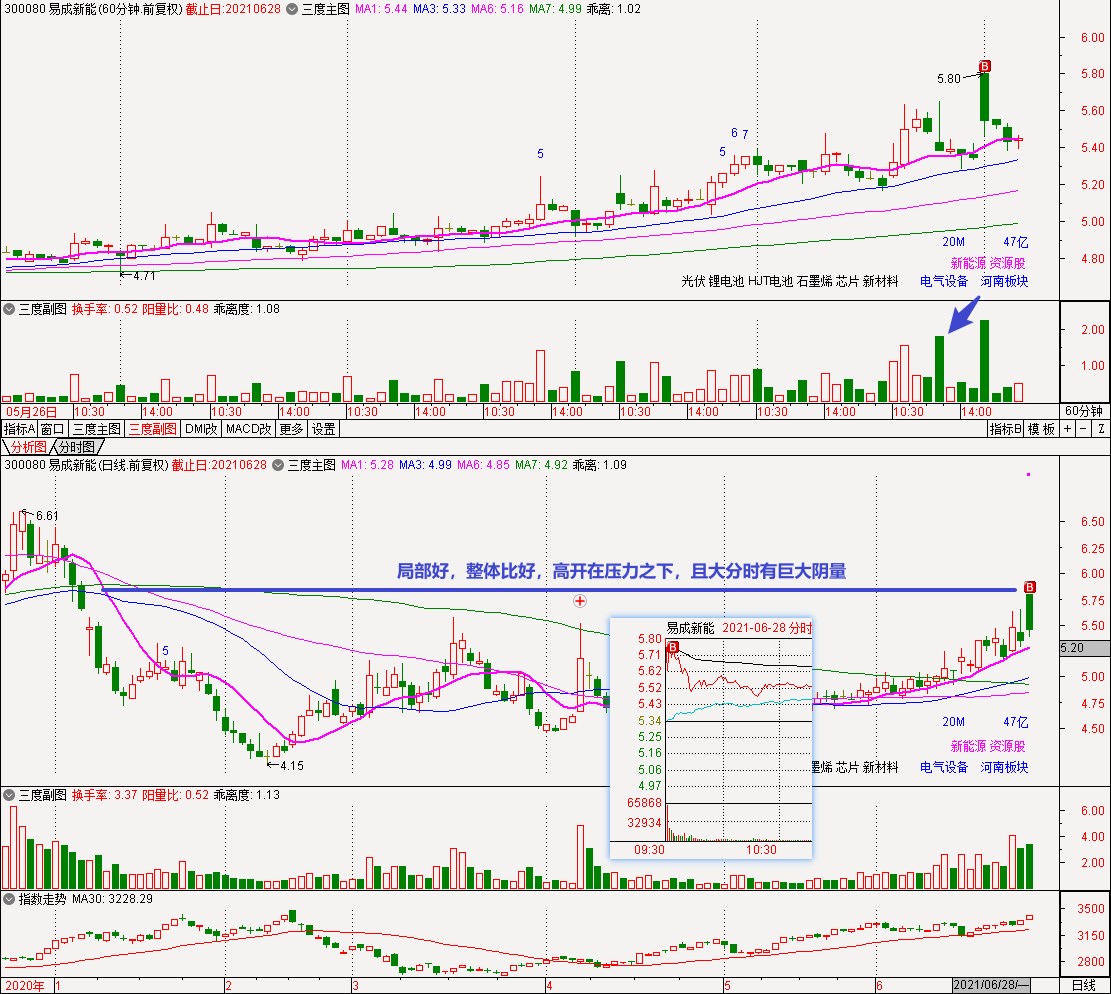 300080 易成新能(60分钟.前复权) 截止日:20210628 三度主图 MA1: 5.44 MA3: 5.33 MA6: 5.16 MA7: 4.99 乖离: 1.02
6.00
B
5.80
5.80
5.60
6 7
5
5
5.40
5.20
5.00
20M 47亿
4.80
新能源 资源股
4.71
光伏 锂电池 HJT电池 石墨烯 芯片 新材料 电气设备 河南板块
三度副图 换手率: 0.52 阳量比: 0.48 乖离度: 1.08
2.00
1.00
05月26日 10:30 14:00 10:30 14:00 10:30 14:00 10:30 14:00 10:30 14:00 10:30 14:00 10:30 14:00 60分钟
指标A 窗口 三度主图 三度副图 DMI改 MACD改 更多 设置 指标B 模板 + − Z
分析图 分时图
300080 易成新能(日线.前复权) 截止日:20210628 三度主图 MA1: 5.28 MA3: 4.99 MA6: 4.85 MA7: 4.92 乖离: 1.09
6.61
6.50
6.25
局部好，整体比好，高开在压力之下，且大分时有巨大阴量
6.00
B
5.75
5.50
5
5.20
5.00
4.75
4.50
4.15
20M 47亿
新能源 资源股
墨烯 芯片 新材料 电气设备 河南板块
易成新能 2021-06-28 分时
5.80
B
5.71
5.62
5.52
5.43
5.34
5.25
5.16
5.06
4.97
65868
32934
09:30 10:30
三度副图 换手率: 3.37 阳量比: 0.52 乖离度: 1.13
6.00
4.00
2.00
指数走势 MA30: 3228.29
3500
3150
2800
2020年 1 2 3 4 5 6 2021/06/28/一 日线